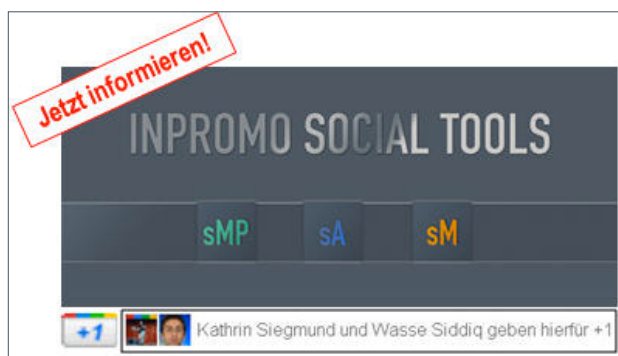 Jetzt informieren!
INPROMO SOCIAL TOOLS
sMP sA sM
+1 Kathrin Siegmund und Wasse Siddiq geben hierfür +1